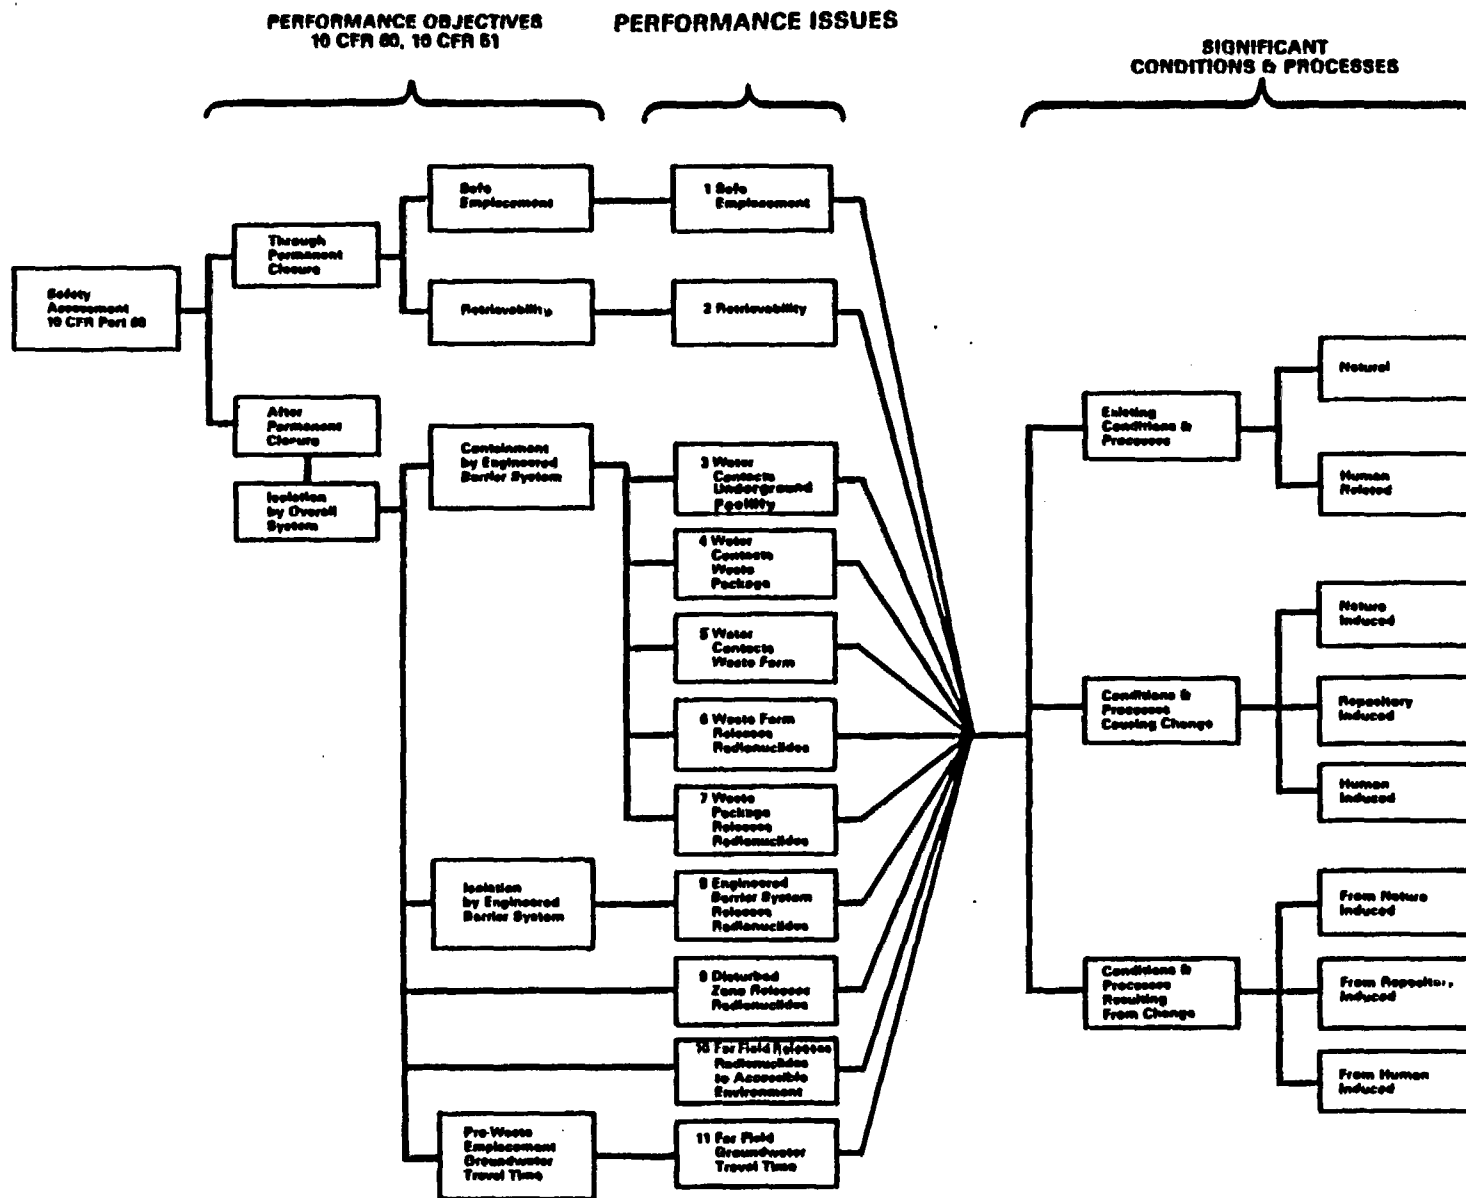 PERFORMANCE OBJECTIVES
10 CFR 60, 10 CFR 51
PERFORMANCE ISSUES
SIGNIFICANT
CONDITIONS & PROCESSES
Safety
Assessment
10 CFR Part 60
Through
Permanent
Closure
After
Permanent
Closure
Isolation
by Overall
System
Safe
Emplacement
Retrievability
Containment
by Engineered
Barrier System
Isolation
by Engineered
Barrier System
Pre-Waste
Emplacement
Groundwater
Travel Time
1 Safe
Emplacement
2 Retrievability
3 Water
Contacts
Underground
Facility
4 Water
Contacts
Waste
Package
5 Water
Contacts
Waste Form
6 Waste Form
Releases
Radionuclides
7 Waste
Package
Releases
Radionuclides
8 Engineered
Barrier System
Releases
Radionuclides
9 Disturbed
Zone Releases
Radionuclides
10 Far Field Releases
Radionuclides
to Accessible
Environment
11 Far Field
Groundwater
Travel Time
Existing
Conditions &
Processes
Natural
Human
Related
Conditions &
Processes
Causing Change
Nature
Induced
Repository
Induced
Human
Induced
Conditions &
Processes
Resulting
From Change
From Nature
Induced
From Repository
Induced
From Human
Induced